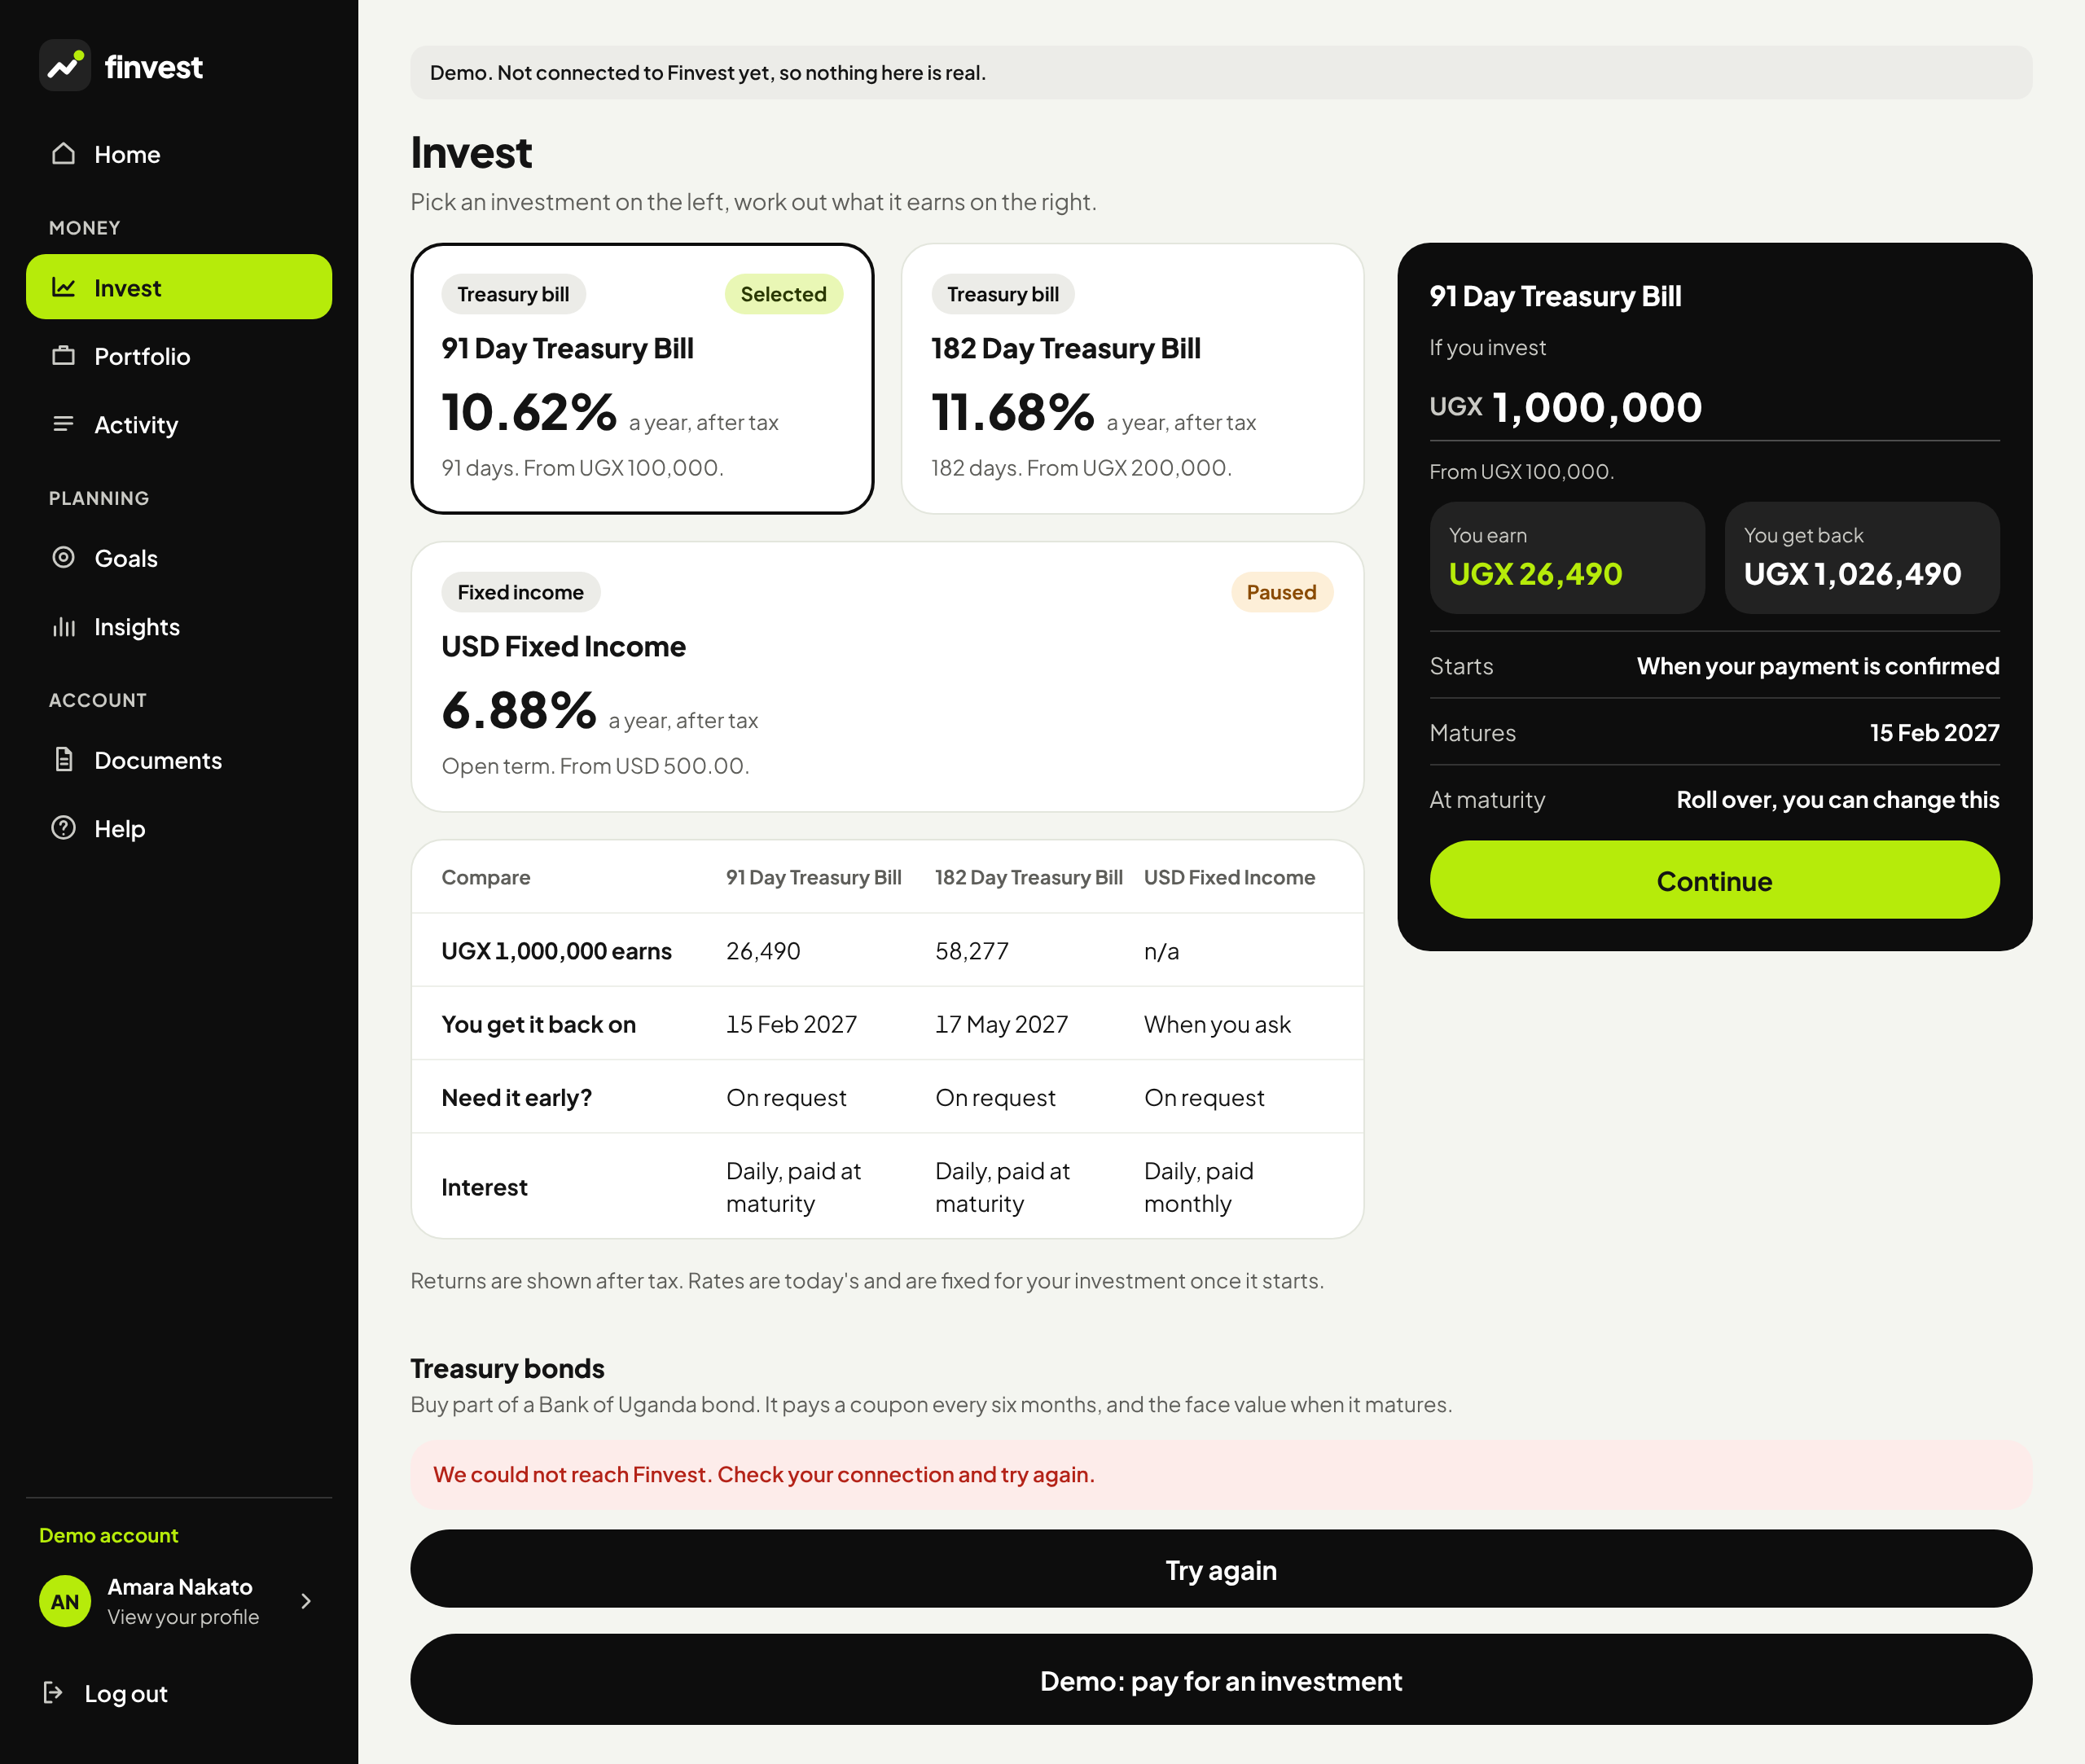 finvest
Home
MONEY
Invest
Portfolio
Activity
PLANNING
Goals
Insights
ACCOUNT
Documents
Help
Demo account
AN
Amara Nakato
View your profile
Log out
Demo. Not connected to Finvest yet, so nothing here is real.
Invest
Pick an investment on the left, work out what it earns on the right.
Treasury bill Selected
91 Day Treasury Bill
10.62% a year, after tax
91 days. From UGX 100,000.
Treasury bill
182 Day Treasury Bill
11.68% a year, after tax
182 days. From UGX 200,000.
Fixed income Paused
USD Fixed Income
6.88% a year, after tax
Open term. From USD 500.00.
Compare 91 Day Treasury Bill 182 Day Treasury Bill USD Fixed Income
UGX 1,000,000 earns 26,490 58,277 n/a
You get it back on 15 Feb 2027 17 May 2027 When you ask
Need it early? On request On request On request
Interest Daily, paid at maturity Daily, paid at maturity Daily, paid monthly
Returns are shown after tax. Rates are today's and are fixed for your investment once it starts.
91 Day Treasury Bill
If you invest
UGX 1,000,000
From UGX 100,000.
You earn
UGX 26,490
You get back
UGX 1,026,490
Starts When your payment is confirmed
Matures 15 Feb 2027
At maturity Roll over, you can change this
Continue
Treasury bonds
Buy part of a Bank of Uganda bond. It pays a coupon every six months, and the face value when it matures.
We could not reach Finvest. Check your connection and try again.
Try again
Demo: pay for an investment